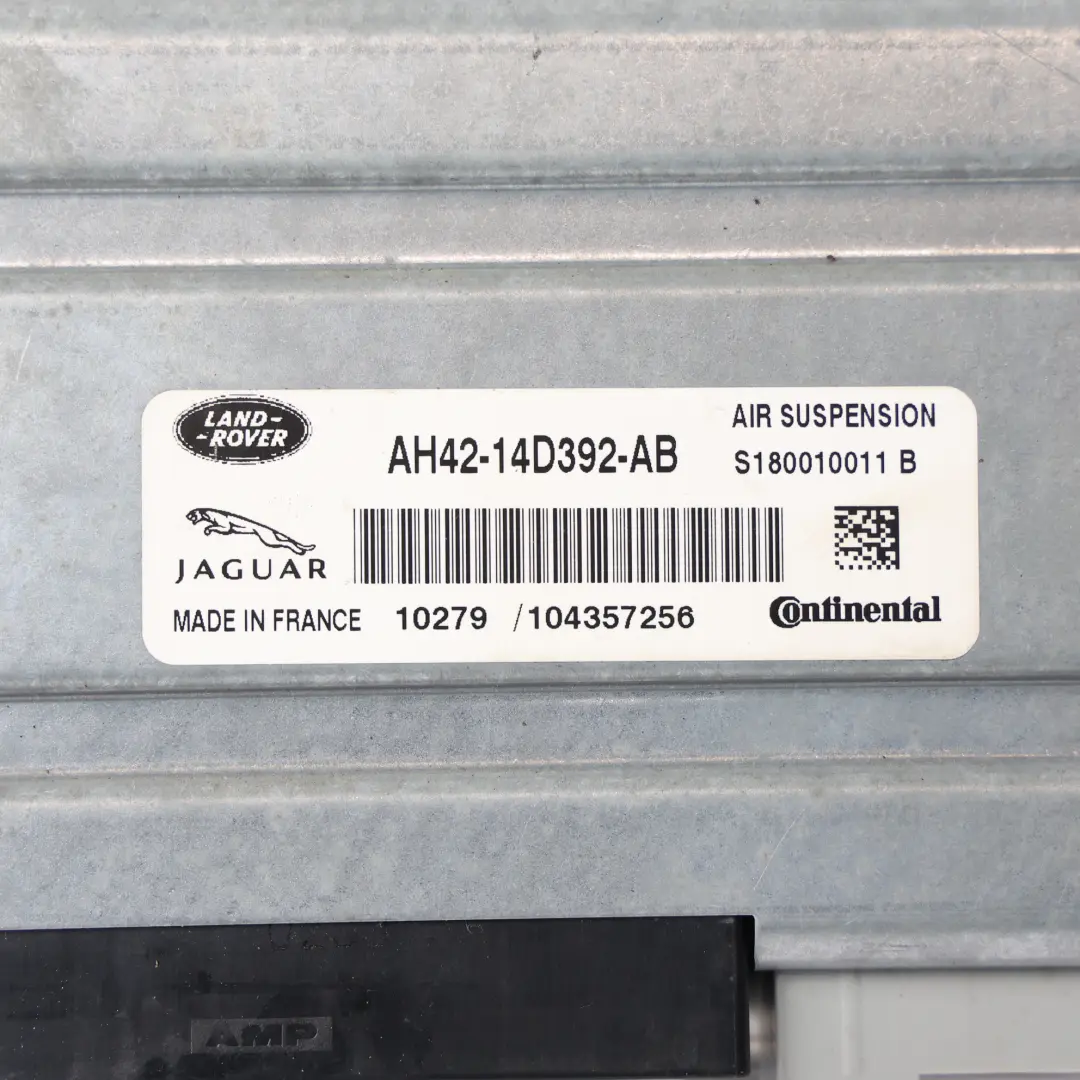 LAND-
-ROVER
AH42-14D392-AB
AIR SUSPENSION
S180010011 B
JAGUAR
MADE IN FRANCE
10279 /104357256
Continental
AMP